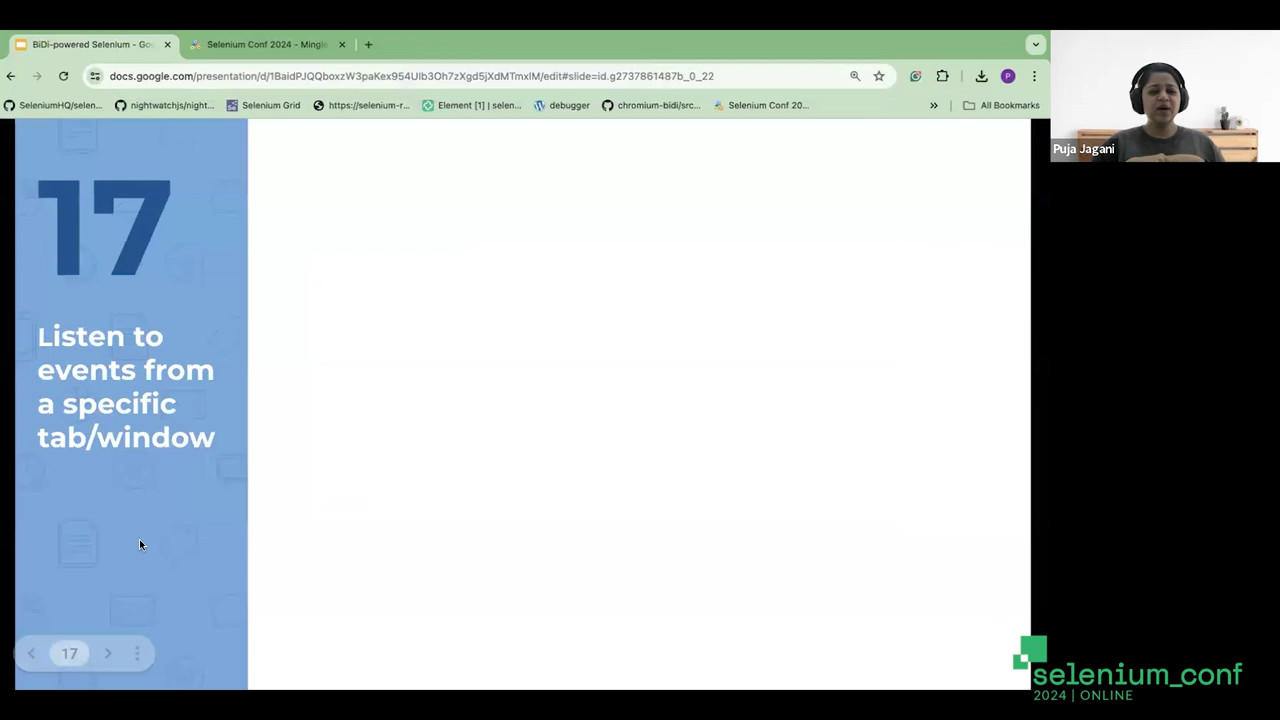 BiDi-powered Selenium - Go
Selenium Conf 2024 - Mingle
docs.google.com/presentation/d/1BaidPJQQboxzW3paKex954Ulb3Oh7zXgd5jXdMTmxIM/edit#slide=id.g2737861487b_0_22
P
SeleniumHQ/selen...
nightwatchjs/night...
Selenium Grid
https://selenium-r...
Element [1] | selen...
debugger
chromium-bidi/src...
Selenium Conf 20...
All Bookmarks
Puja Jagani
17
Listen to
events from
a specific
tab/window
17
selenium_conf
2024 | ONLINE